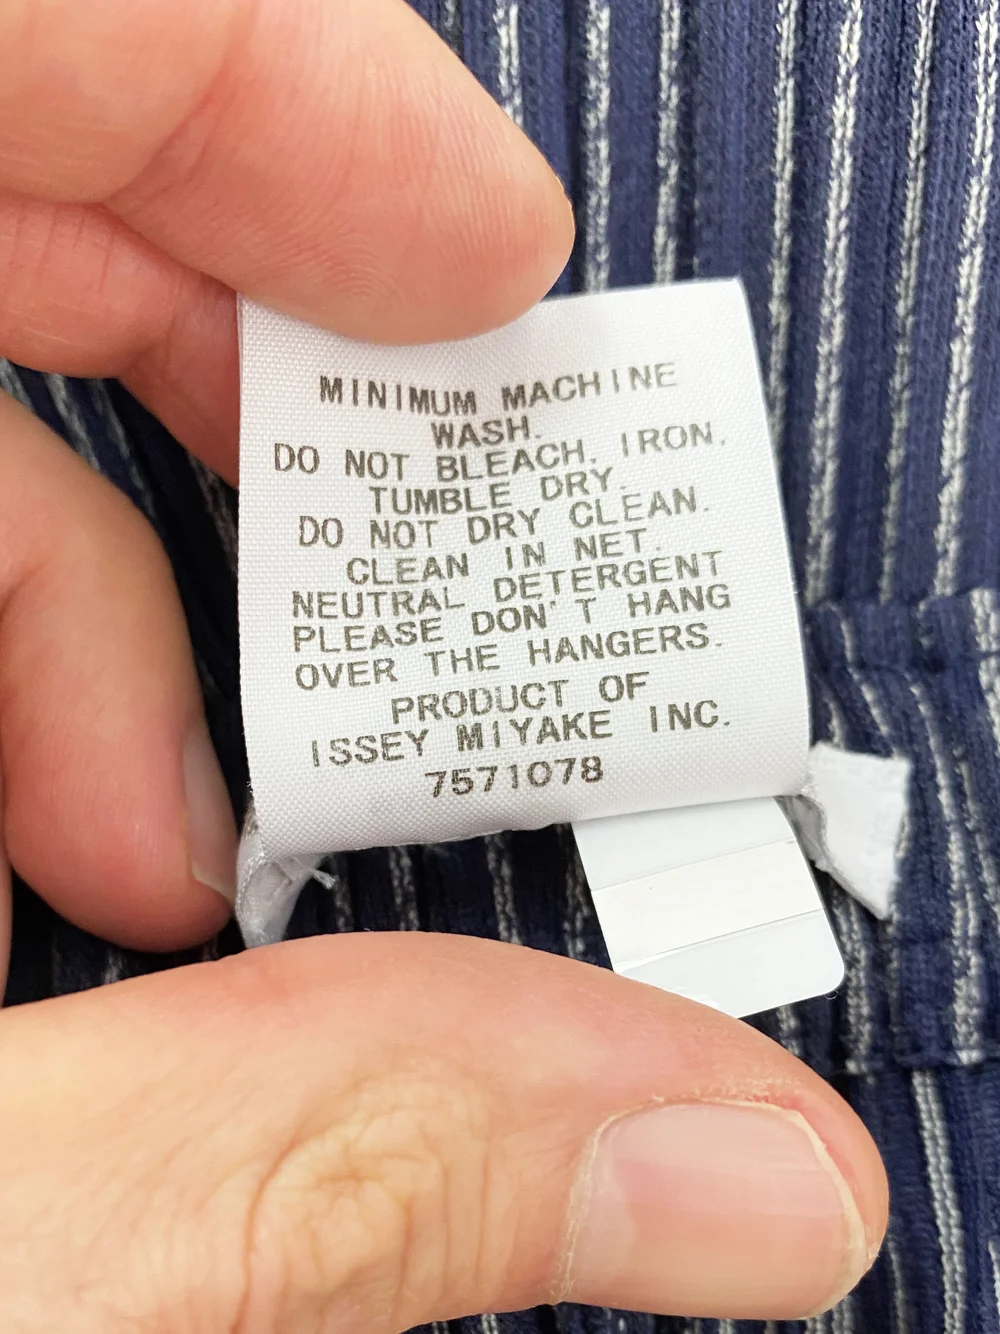 MINIMUM MACHINE
WASH.
DO NOT BLEACH. IRON.
TUMBLE DRY.
DO NOT DRY CLEAN.
CLEAN IN NET.
NEUTRAL DETERGENT
PLEASE DON'T HANG
OVER THE HANGERS.
PRODUCT OF
ISSEY MIYAKE INC.
7571078